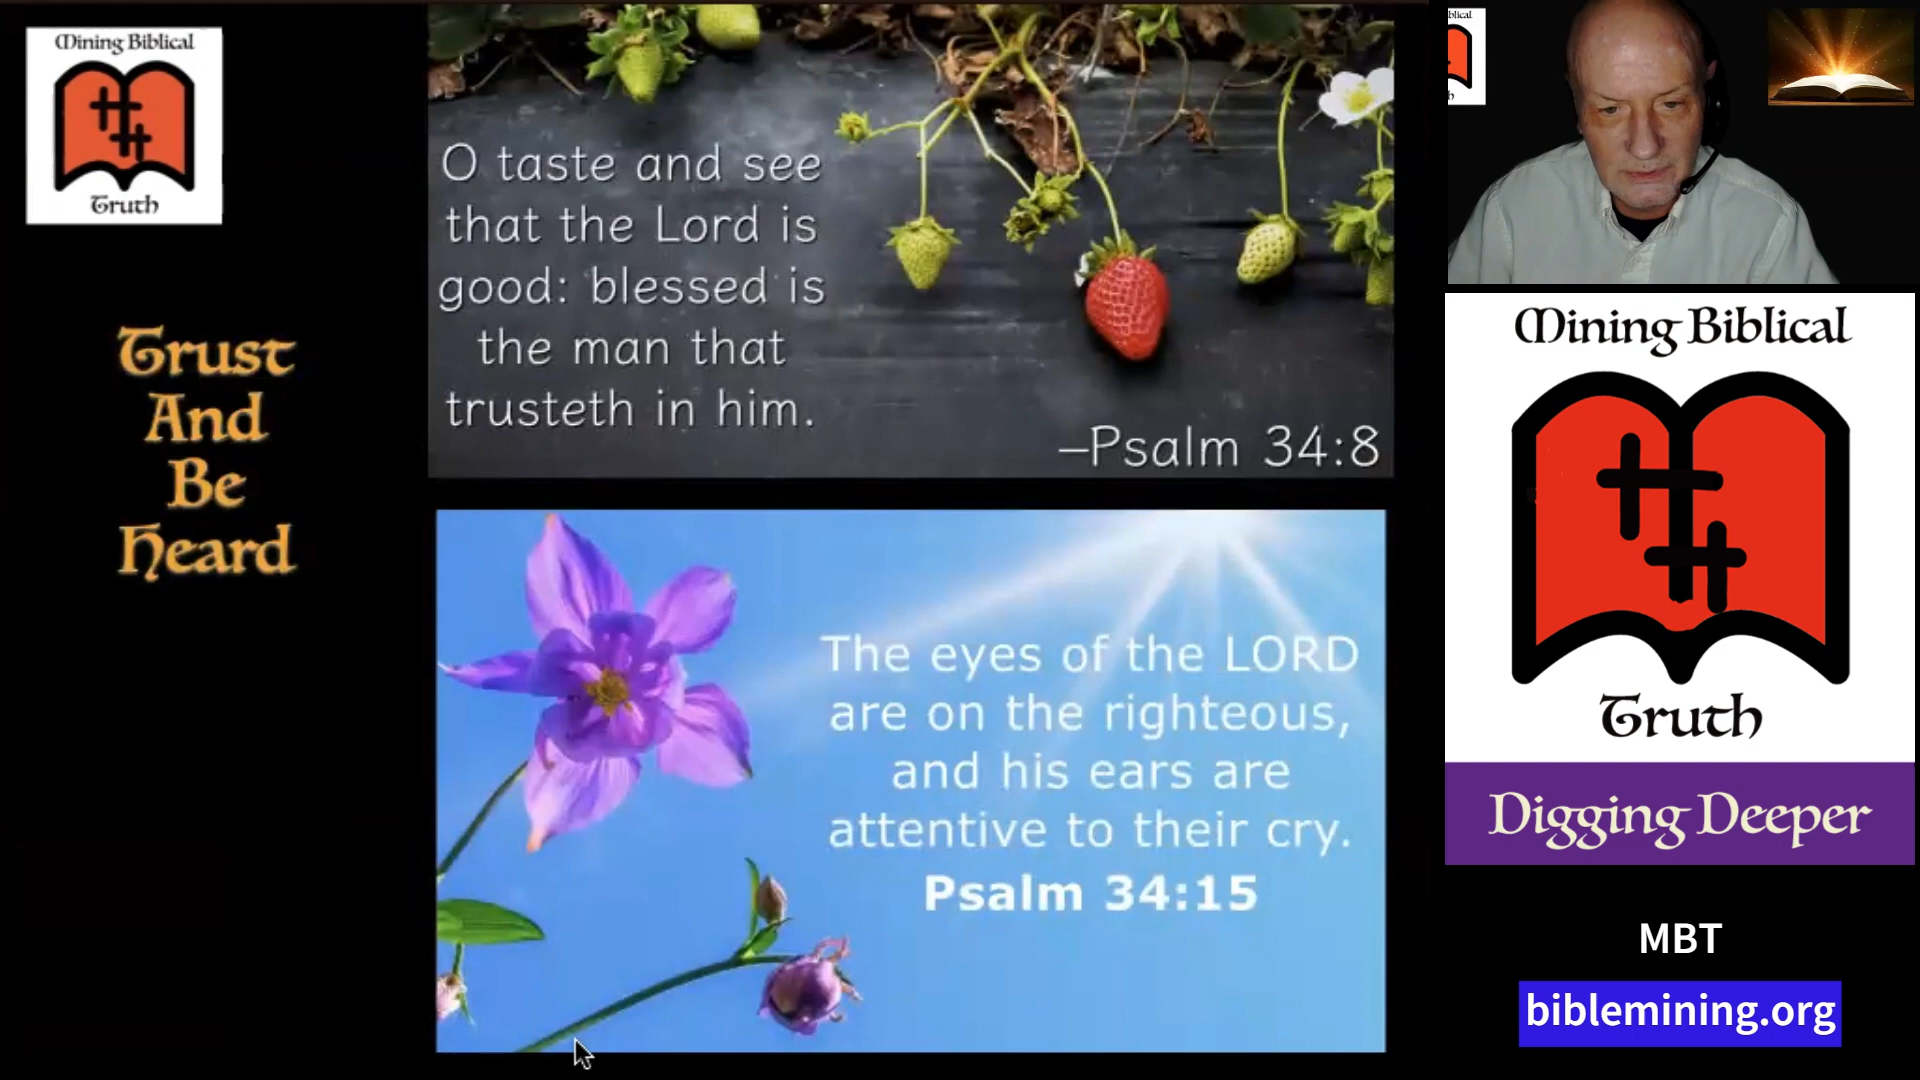 Mining Biblical
Truth
Trust
And
Be
Heard
O taste and see
that the Lord is
good: blessed is
the man that
trusteth in him.
–Psalm 34:8
The eyes of the LORD
are on the righteous,
and his ears are
attentive to their cry.
Psalm 34:15
blical
h
Mining Biblical
Truth
Digging Deeper
MBT
biblemining.org